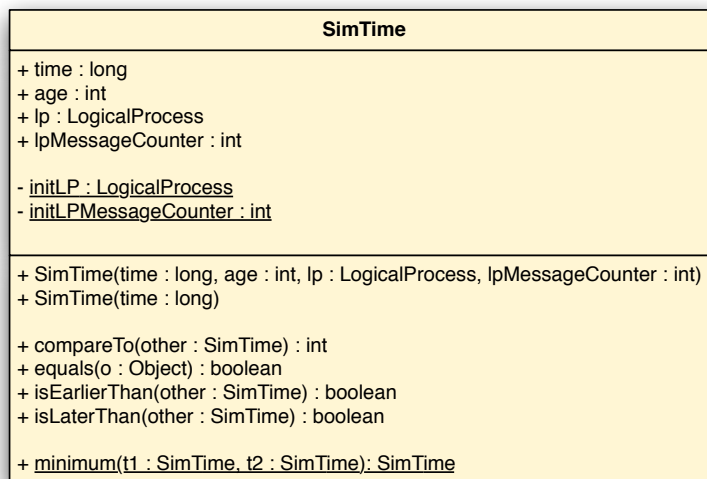 SimTime
+ time : long
+ age : int
+ lp : LogicalProcess
+ lpMessageCounter : int
- initLP : LogicalProcess
- initLPMessageCounter : int
+ SimTime(time : long, age : int, lp : LogicalProcess, lpMessageCounter : int)
+ SimTime(time : long)
+ compareTo(other : SimTime) : int
+ equals(o : Object) : boolean
+ isEarlierThan(other : SimTime) : boolean
+ isLaterThan(other : SimTime) : boolean
+ minimum(t1 : SimTime, t2 : SimTime): SimTime